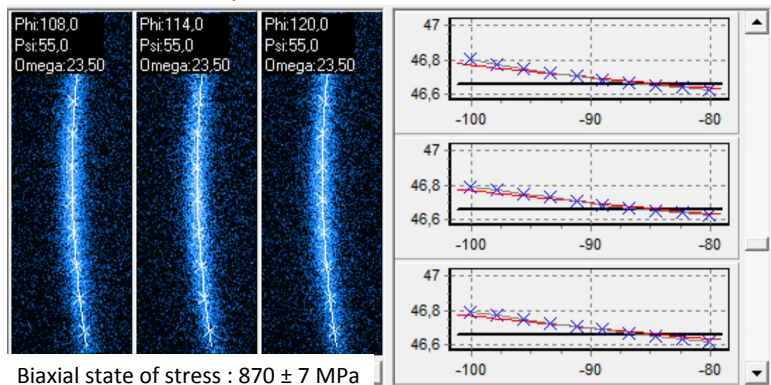 Phi:108,0
Psi:55,0
Omega:23,50
Phi:114,0
Psi:55,0
Omega:23,50
Phi:120,0
Psi:55,0
Omega:23,50
47
46,8
46,6
-100 -90 -80
47
46,8
46,6
-100 -90 -80
47
46,8
46,6
-100 -90 -80
Biaxial state of stress : 870 ± 7 MPa